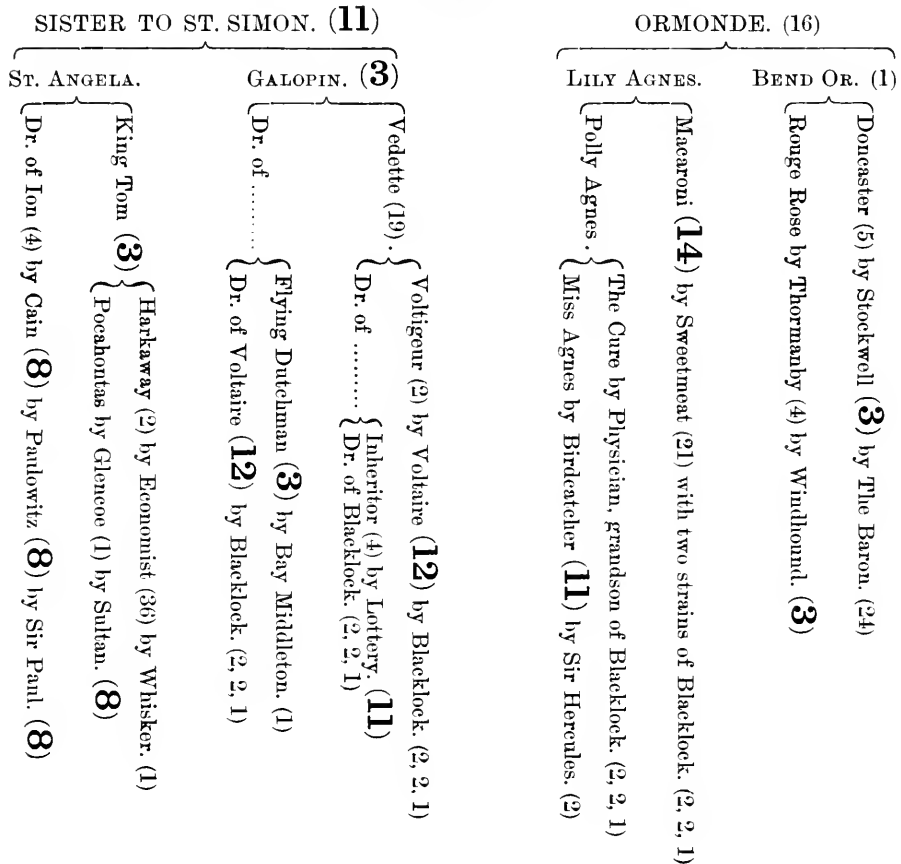 SISTER TO ST. SIMON. (11)
ST. ANGELA.
GALOPIN. (3)
Dr. of Ion (4) by Cain (8) by Paulowitz (8) by Sir Paul. (8)
King Tom (3)
Pocahontas by Glencoe (1) by Sultan. (8)
Harkaway (2) by Economist (36) by Whisker. (1)
Dr. of ........
Dr. of Voltaire (12) by Blacklock. (2, 2, 1)
Flying Dutchman (3) by Bay Middleton. (1)
Vedette (19) .
Dr. of ........
Dr. of Blacklock. (2, 2, 1)
Inheritor (4) by Lottery. (11)
Voltigeur (2) by Voltaire (12) by Blacklock. (2, 2, 1)
ORMONDE. (16)
LILY AGNES.
BEND OR. (1)
Polly Agnes .
Miss Agnes by Birdcatcher (11) by Sir Hercules. (2)
The Cure by Physician, grandson of Blacklock. (2, 2, 1)
Macaroni (14) by Sweetmeat (21) with two strains of Blacklock. (2, 2, 1)
Rouge Rose by Thormanby (4) by Windhound. (3)
Doncaster (5) by Stockwell (3) by The Baron. (24)